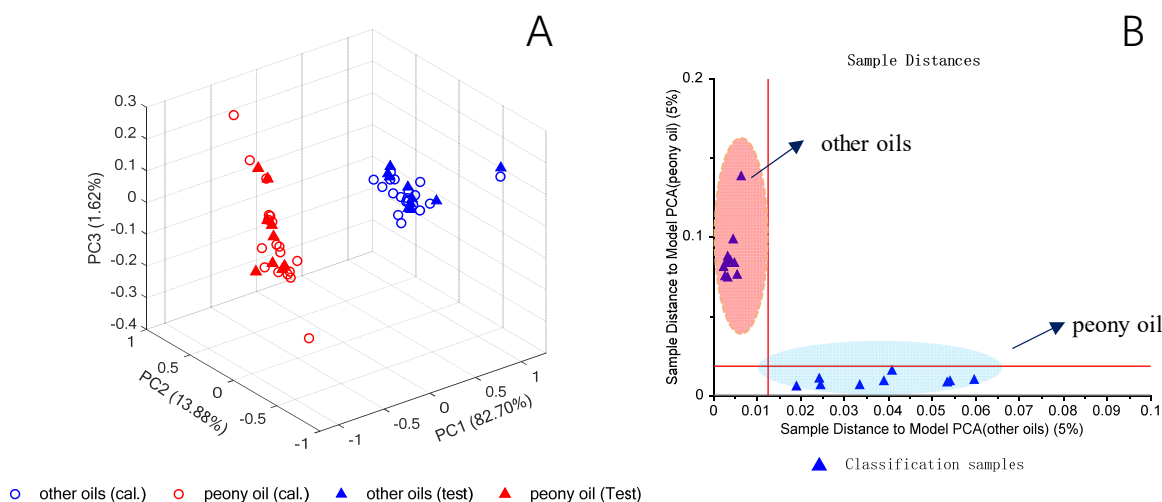 A
0.3
0.2
0.1
0
-0.1
-0.2
-0.3
-0.4
PC3 (1.62%)
1
0.5
0
-0.5
-1
PC2 (13.88%)
-1
-0.5
0
0.5
1
PC1 (82.70%)
other oils (cal.)
peony oil (cal.)
other oils (test)
peony oil (Test)
B
Sample Distances
0.2
0.1
0
Sample Distance to Model PCA(peony oil) (5%)
other oils
peony oil
0 0.01 0.02 0.03 0.04 0.05 0.06 0.07 0.08 0.09 0.1
Sample Distance to Model PCA(other oils) (5%)
Classification samples